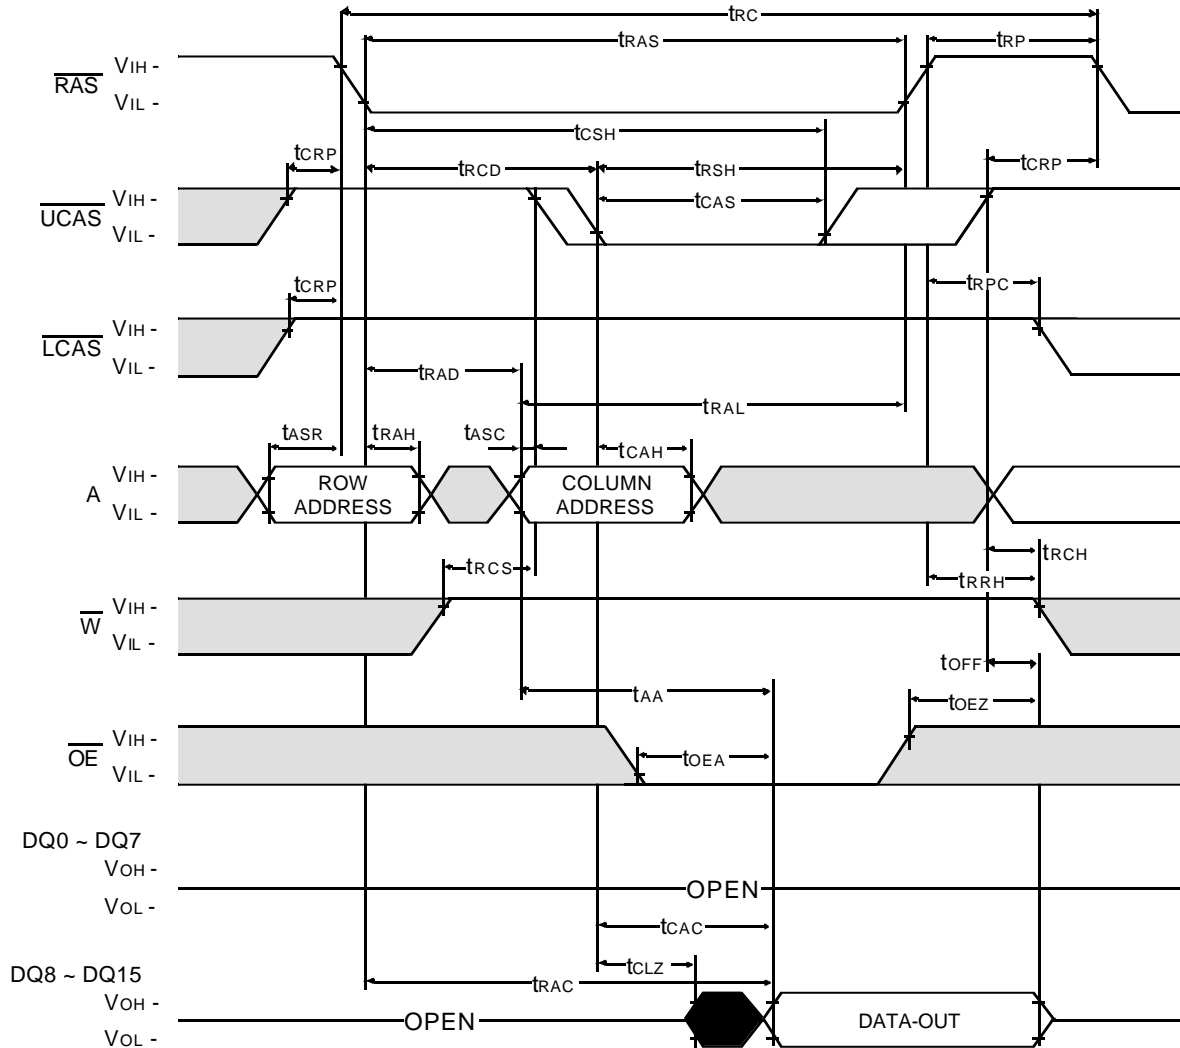 tRC
tRAS
tRP
RAS
VIH -
VIL -
tCSH
tCRP
tRCD
tRSH
tCRP
UCAS
VIH -
VIL -
tCAS
tCRP
tRPC
LCAS
VIH -
VIL -
tRAD
tRAL
tASR
tRAH
tASC
tCAH
A
VIH -
VIL -
ROW
ADDRESS
COLUMN
ADDRESS
tRCS
tRCH
tRRH
W
VIH -
VIL -
tOFF
tAA
tOEZ
OE
VIH -
VIL -
tOEA
DQ0 ~ DQ7
VOH -
VOL -
OPEN
tCAC
tCLZ
tRAC
DQ8 ~ DQ15
VOH -
VOL -
OPEN
DATA-OUT